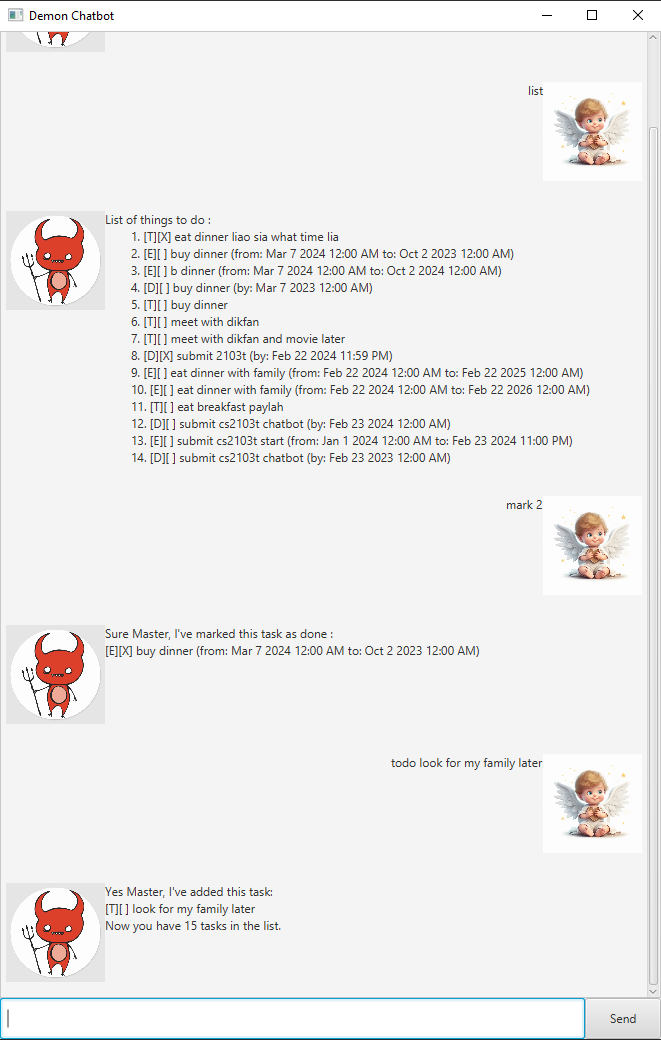 Demon Chatbot
list
List of things to do :
1. [T][X] eat dinner liao sia what time lia
2. [E][ ] buy dinner (from: Mar 7 2024 12:00 AM to: Oct 2 2023 12:00 AM)
3. [E][ ] b dinner (from: Mar 7 2024 12:00 AM to: Oct 2 2024 12:00 AM)
4. [D][ ] buy dinner (by: Mar 7 2023 12:00 AM)
5. [T][ ] buy dinner
6. [T][ ] meet with dikfan
7. [T][ ] meet with dikfan and movie later
8. [D][X] submit 2103t (by: Feb 22 2024 11:59 PM)
9. [E][ ] eat dinner with family (from: Feb 22 2024 12:00 AM to: Feb 22 2025 12:00 AM)
10. [E][ ] eat dinner with family (from: Feb 22 2024 12:00 AM to: Feb 22 2026 12:00 AM)
11. [T][ ] eat breakfast paylah
12. [D][ ] submit cs2103t chatbot (by: Feb 23 2024 12:00 AM)
13. [E][ ] submit cs2103t start (from: Jan 1 2024 12:00 AM to: Feb 23 2024 11:00 PM)
14. [D][ ] submit cs2103t chatbot (by: Feb 23 2023 12:00 AM)
mark 2
Sure Master, I've marked this task as done :
[E][X] buy dinner (from: Mar 7 2024 12:00 AM to: Oct 2 2023 12:00 AM)
todo look for my family later
Yes Master, I've added this task:
[T][ ] look for my family later
Now you have 15 tasks in the list.
Send